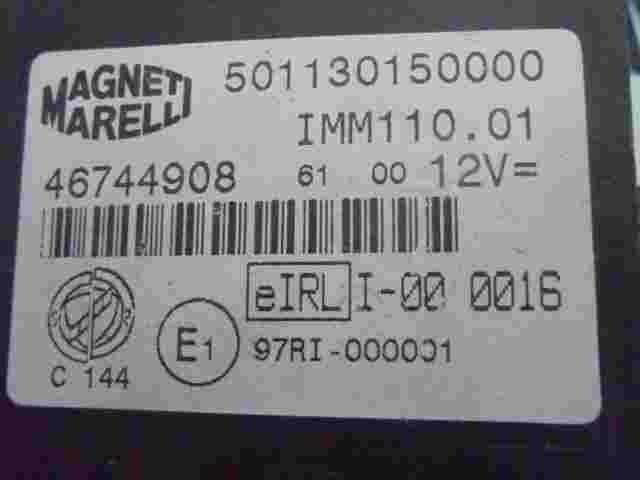 MAGNETI MARELLI 501130150000
IMM110.01
46744908 61 00 12V=
eIRL I-00 0016
E1 97RI-000001
C 144